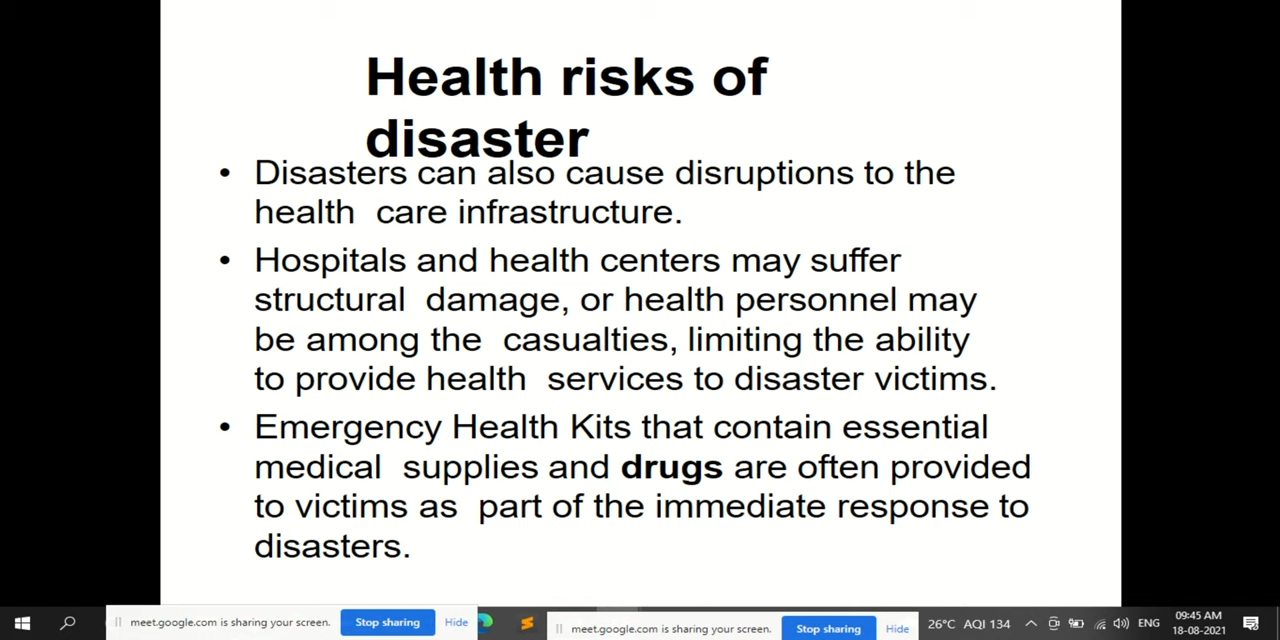 Health risks of
disaster
• Disasters can also cause disruptions to the
health care infrastructure.
• Hospitals and health centers may suffer
structural damage, or health personnel may
be among the casualties, limiting the ability
to provide health services to disaster victims.
• Emergency Health Kits that contain essential
medical supplies and drugs are often provided
to victims as part of the immediate response to
disasters.
meet.google.com is sharing your screen. Stop sharing Hide
meet.google.com is sharing your screen. Stop sharing Hide
26°C AQI 134 ENG
09:45 AM
18-08-2021